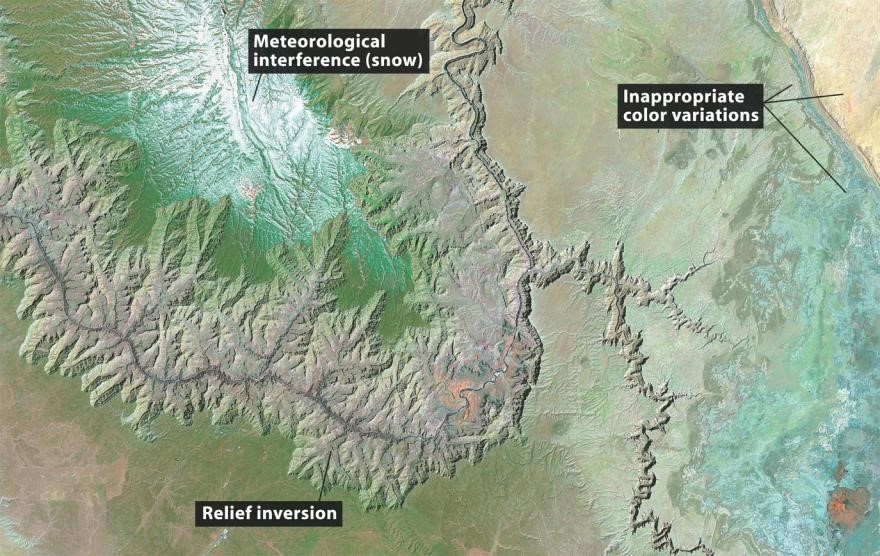 Meteorological
interference (snow)
Inappropriate
color variations
Relief inversion